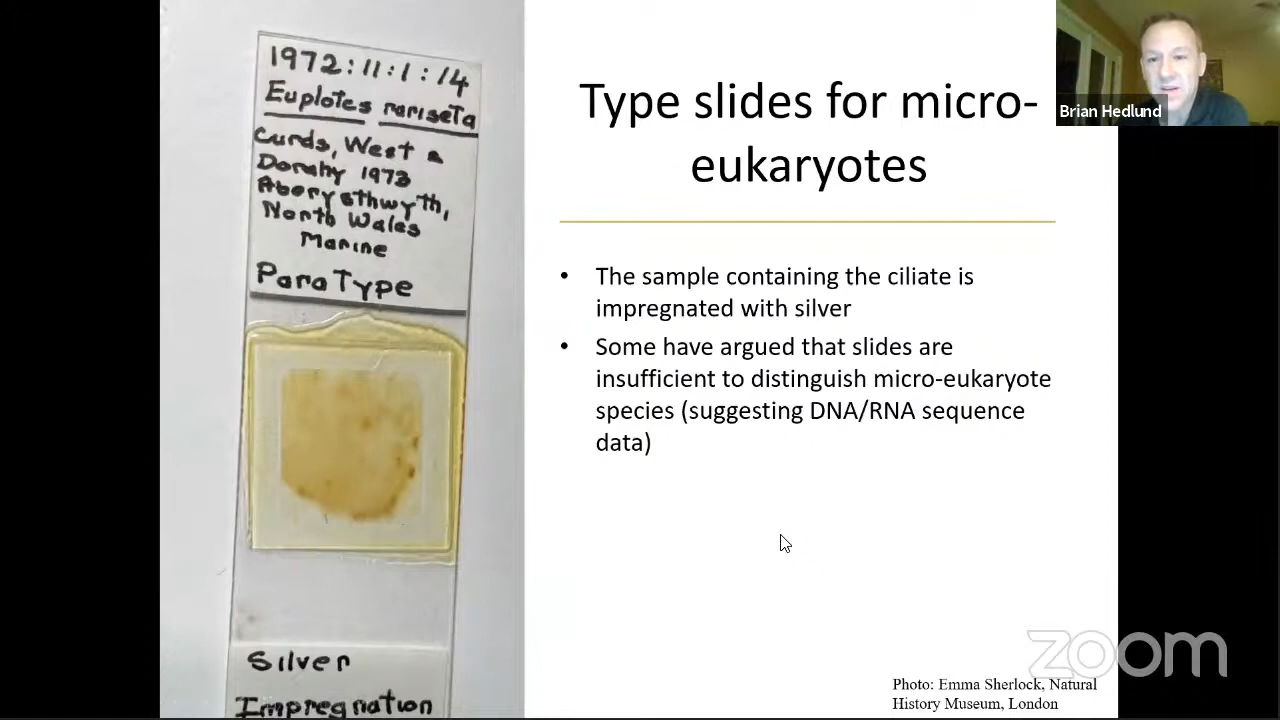 1972:11:1:14
Euplotes rariseta
Curds, West &
Dorahy 1973
Aberysthwyth,
North Wales
Marine
ParaType
Silver
Impregnation
Type slides for micro-
eukaryotes
• The sample containing the ciliate is
impregnated with silver
• Some have argued that slides are
insufficient to distinguish micro-eukaryote
species (suggesting DNA/RNA sequence
data)
Photo: Emma Sherlock, Natural
History Museum, London
Brian Hedlund
zoom